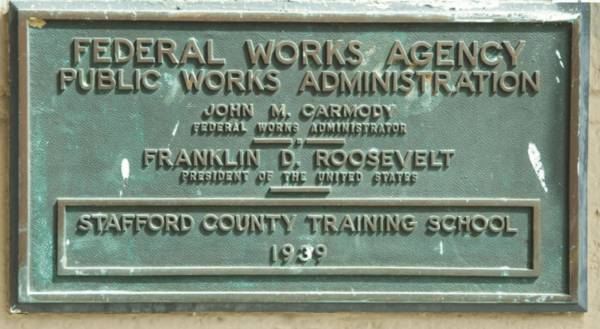 FEDERAL WORKS AGENCY
PUBLIC WORKS ADMINISTRATION
JOHN M. CARMODY
FEDERAL WORKS ADMINISTRATOR
FRANKLIN D. ROOSEVELT
PRESIDENT OF THE UNITED STATES
STAFFORD COUNTY TRAINING SCHOOL
1939